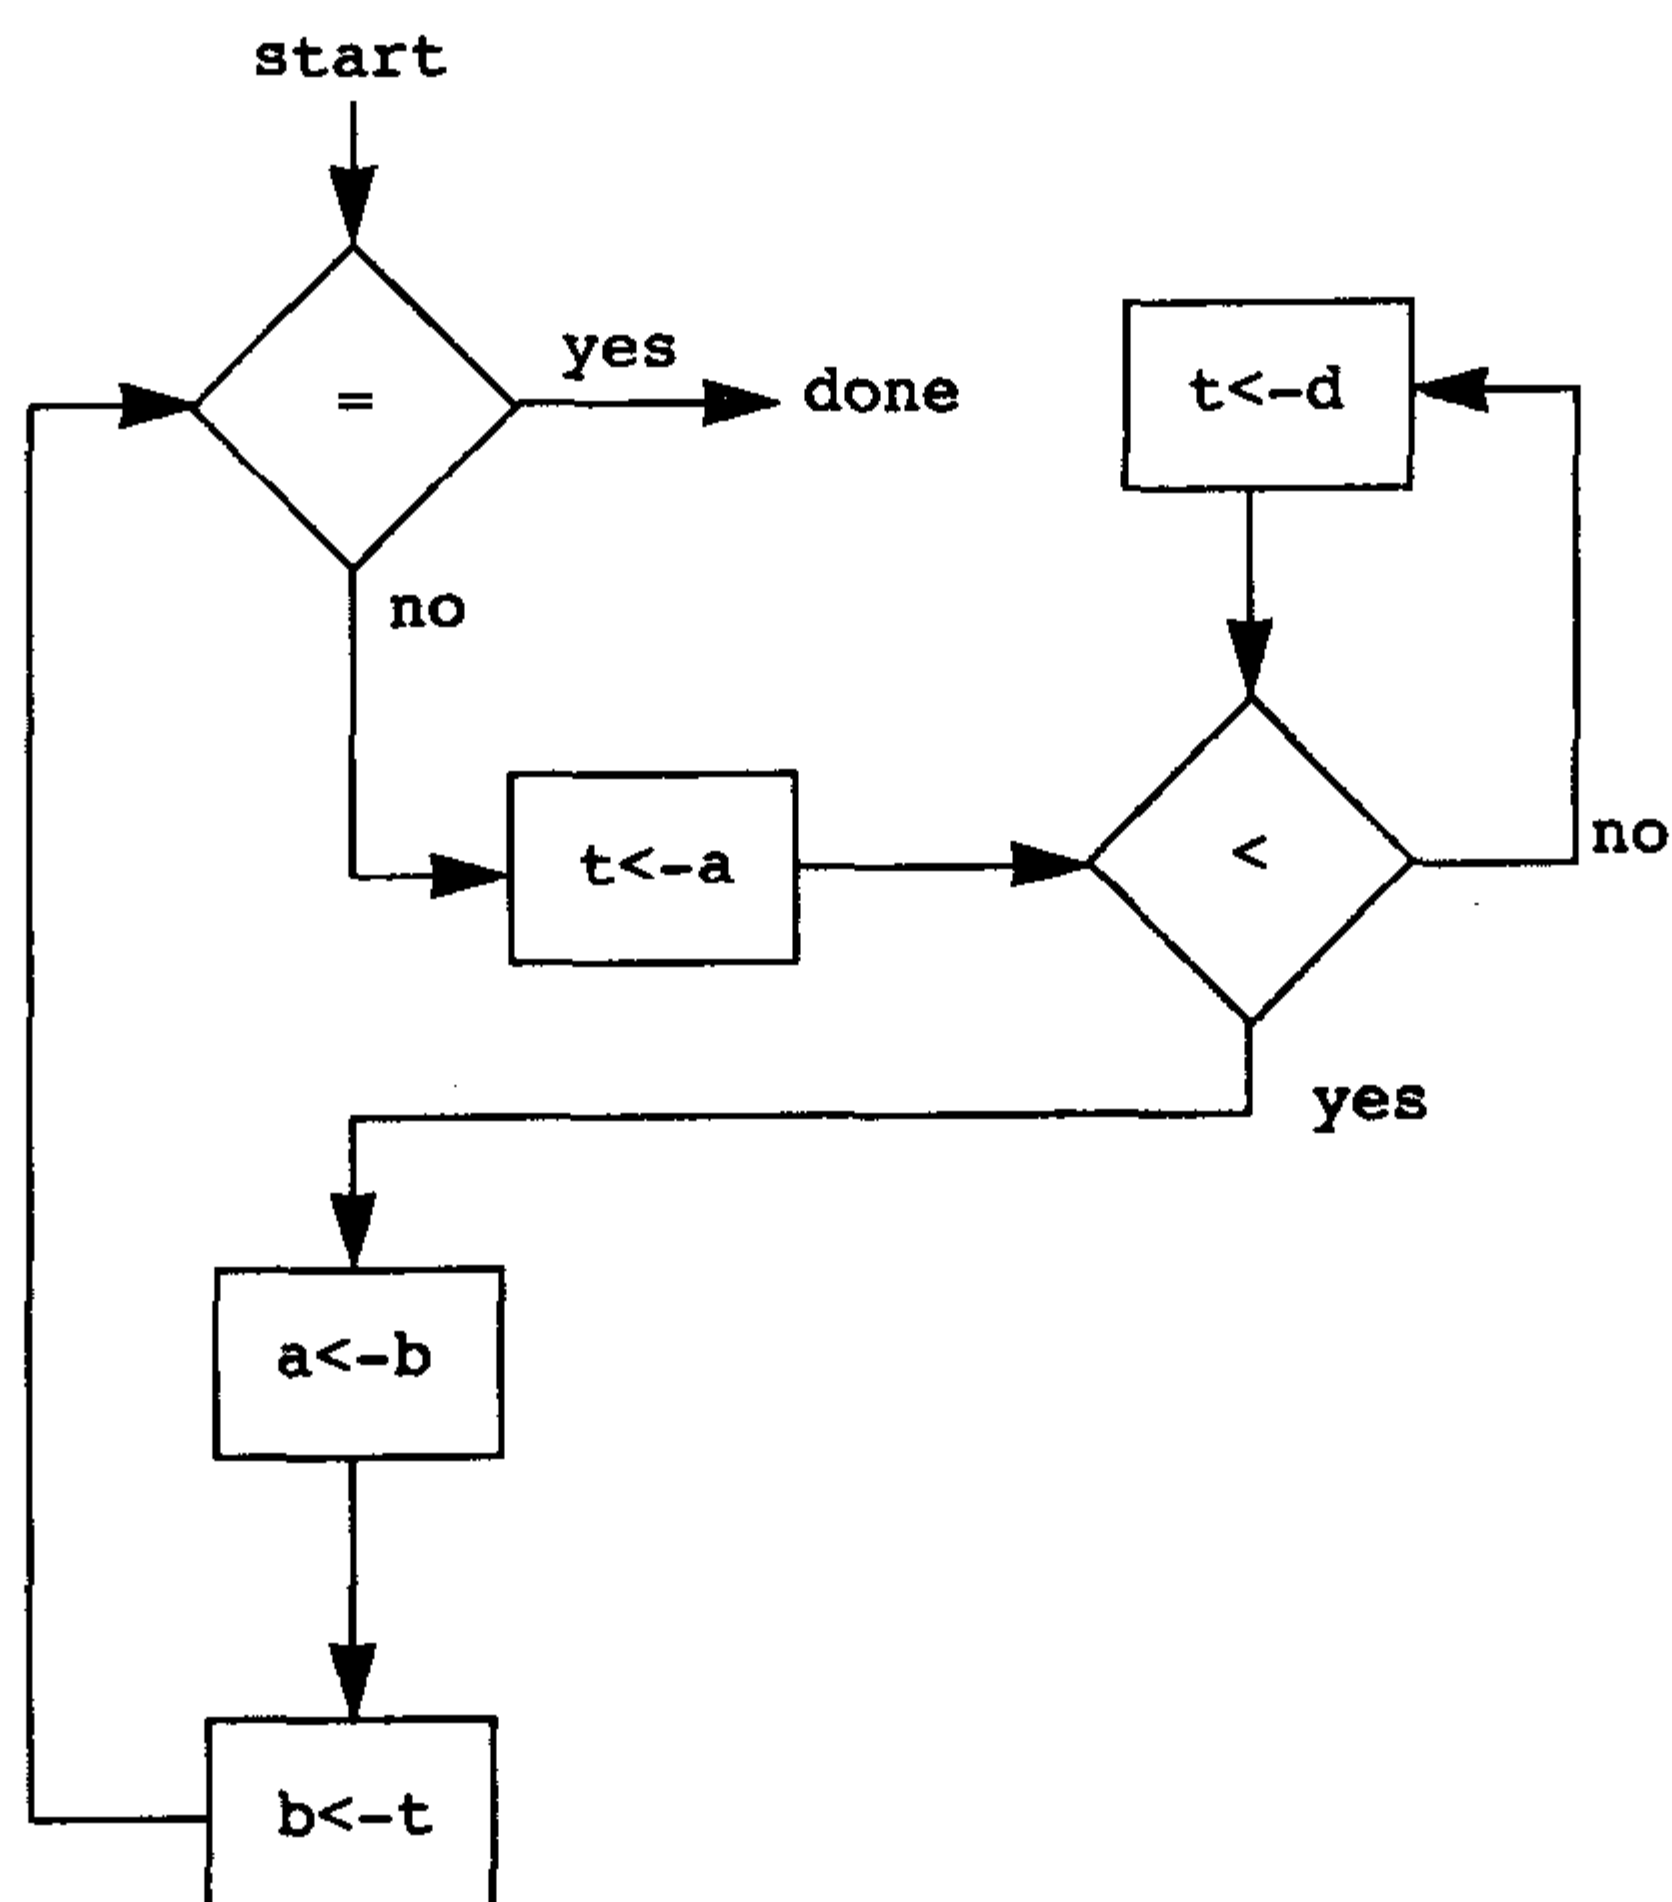 start
=
yes
done
no
t<-d
t<-a
<
no
yes
a<-b
b<-t